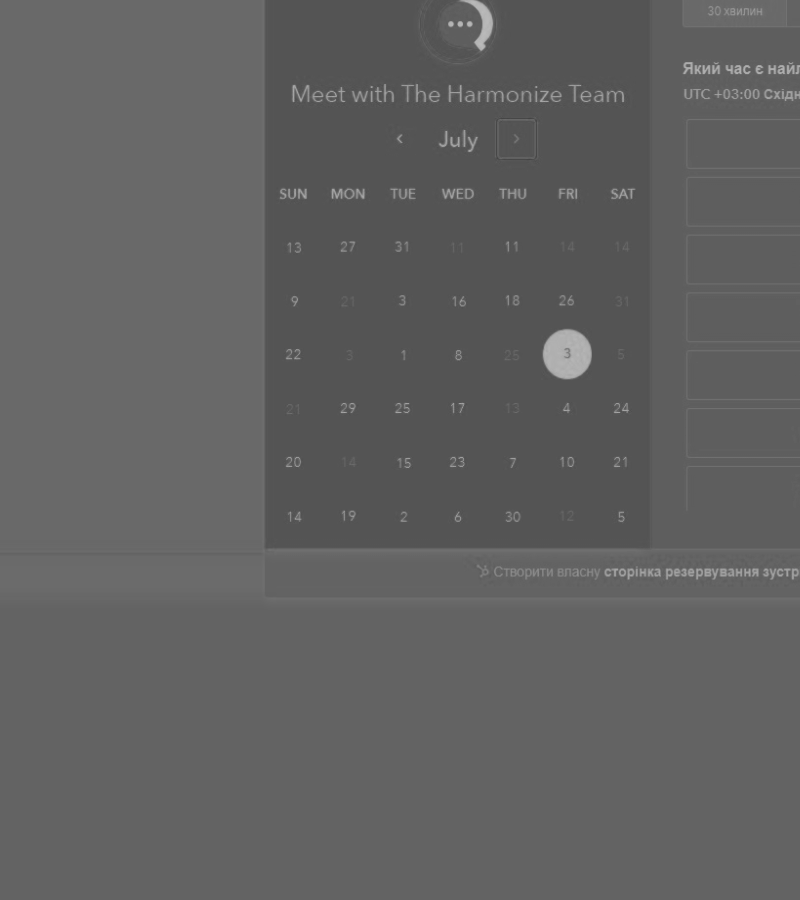 30 хвилин
Meet with The Harmonize Team
July
SUN MON TUE WED THU FRI SAT
13 27 31 11 11 14 14
9 21 3 16 18 26 31
22 3 1 8 25 3 5
21 29 25 17 13 4 24
20 14 15 23 7 10 21
14 19 2 6 30 12 5
Який час є най
UTC +03:00 Східн
Створити власну сторінка резервування зустр